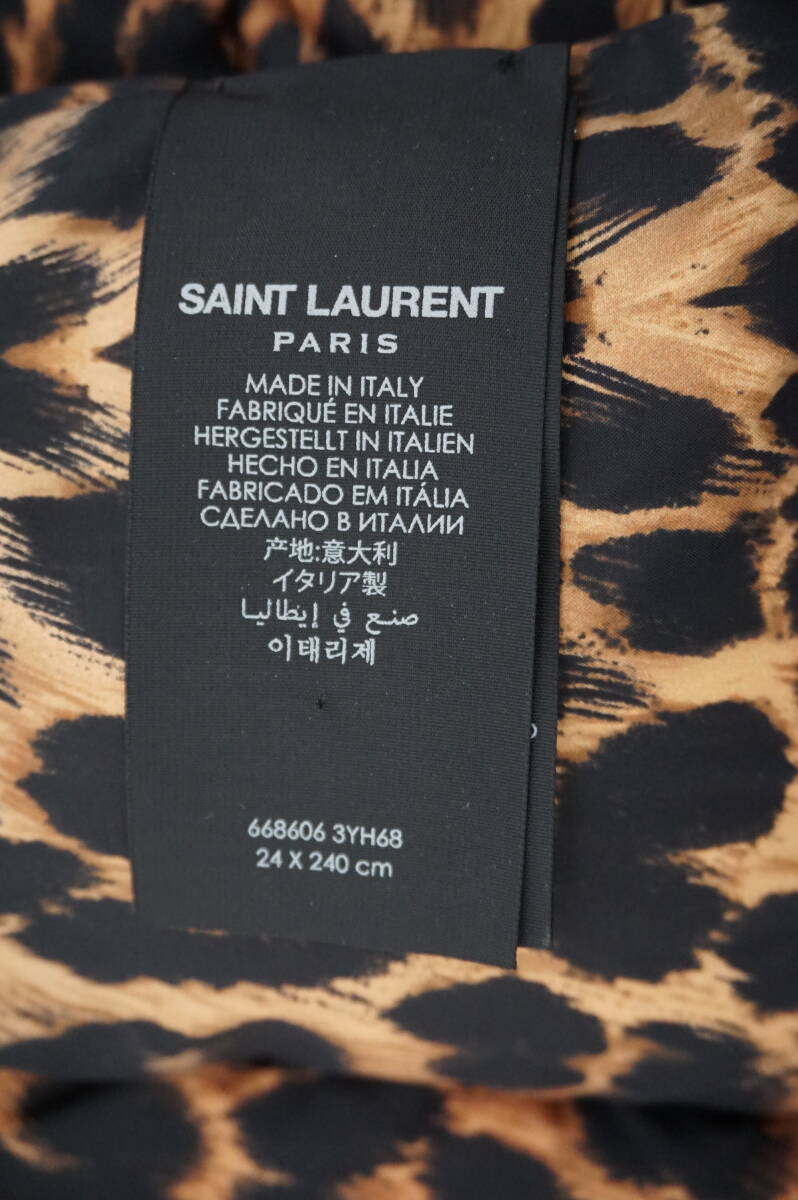 SAINT LAURENT
PARIS
MADE IN ITALY
FABRIQUÉ EN ITALIE
HERGESTELLT IN ITALIEN
HECHO EN ITALIA
FABRICADO EM ITÁLIA
СДЕЛАНО В ИТАЛИИ
产地:意大利
イタリア製
صنع في إيطاليا
이태리제
668606 3YH68
24 X 240 cm